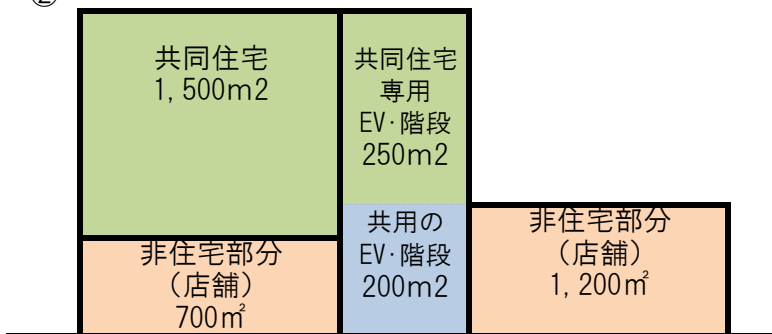 ②
共同住宅
1,500m2
共同住宅
専用
EV・階段
250m2
共用の
EV・階段
200m2
非住宅部分
（店舗）
700㎡
非住宅部分
（店舗）
1,200㎡